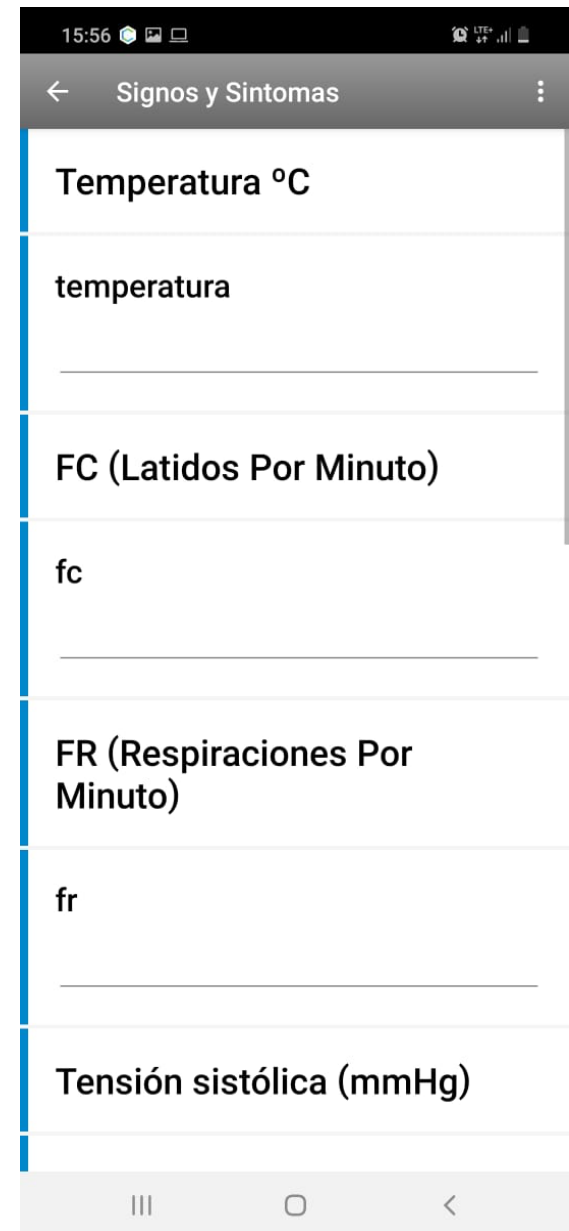 15:56 LTE+
Signos y Sintomas
Temperatura ºC
temperatura
FC (Latidos Por Minuto)
fc
FR (Respiraciones Por
Minuto)
fr
Tensión sistólica (mmHg)